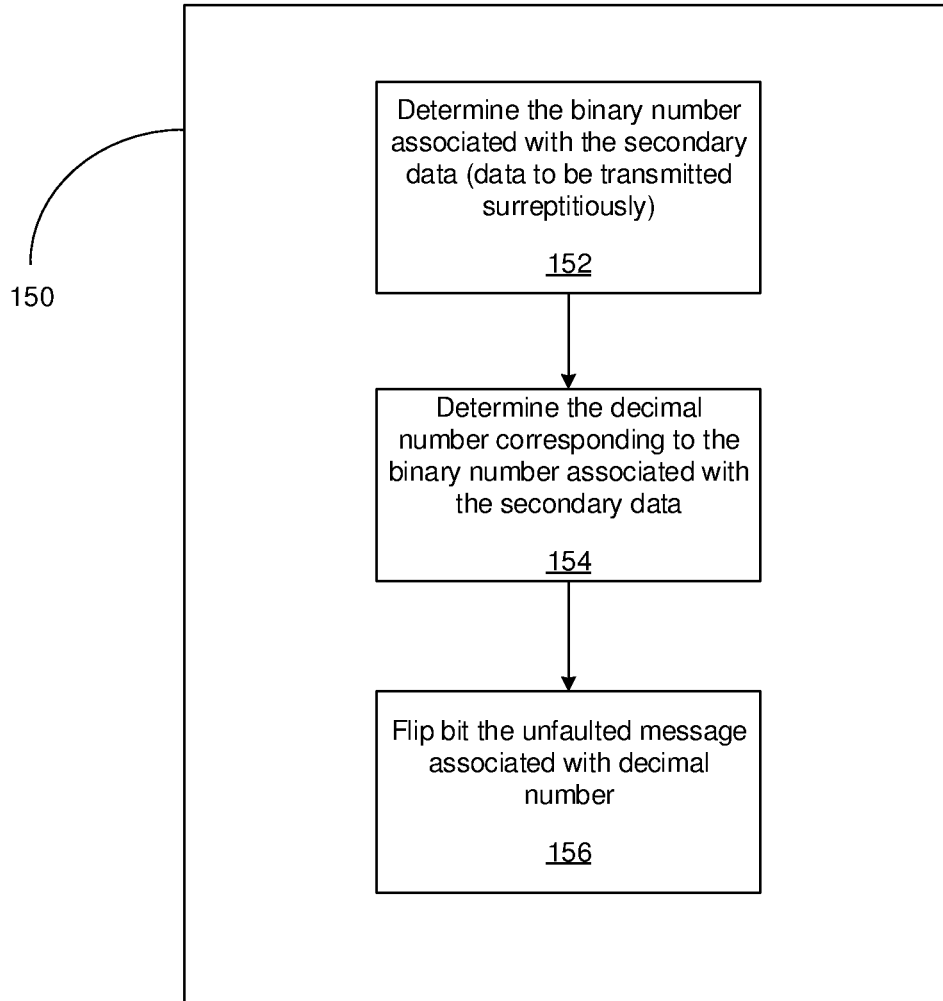 Determine the binary number
associated with the secondary
data (data to be transmitted
surreptitiously)
152
150
Determine the decimal
number corresponding to the
binary number associated with
the secondary data
154
Flip bit the unfaulted message
associated with decimal
number
156